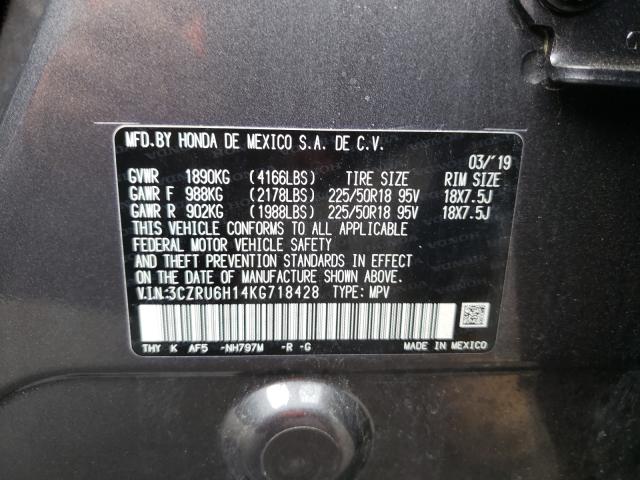 MFD.BY HONDA DE MEXICO S.A. DE C.V.
03/'19
GVWR 1890KG (4166LBS) TIRE SIZE RIM SIZE
GAWR F 988KG (2178LBS) 225/50R18 95V 18X7.5J
GAWR R 902KG (1988LBS) 225/50R18 95V 18X7.5J
THIS VEHICLE CONFORMS TO ALL APPLICABLE
FEDERAL MOTOR VEHICLE SAFETY
AND THEFT PREVENTION STANDARDS IN EFFECT
ON THE DATE OF MANUFACTURE SHOWN ABOVE.
V.I.N:3CZRU6H14KG718428 TYPE: MPV
THY K AF5 -NH797M -R -G MADE IN MEXICO